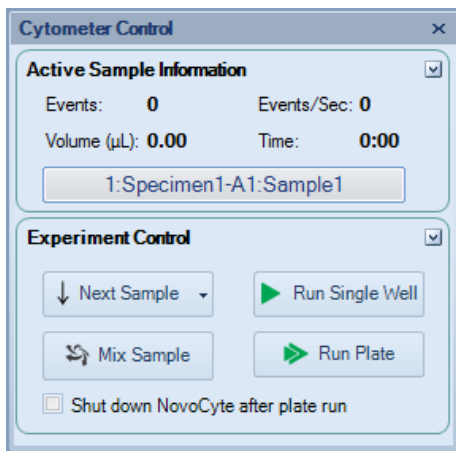 Cytometer Control
Active Sample Information
Events: 0 Events/Sec: 0
Volume (µL): 0.00 Time: 0:00
1:Specimen1-A1:Sample1
Experiment Control
Next Sample Run Single Well
Mix Sample Run Plate
Shut down NovoCyte after plate run